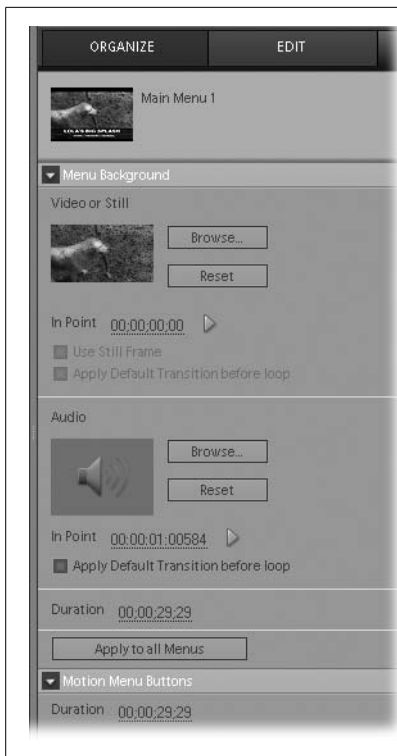 ORGANIZE EDIT
Main Menu 1
LOLA'S BIG SPLASH
Menu Background
Video or Still
Browse...
Reset
In Point 00;00;00;00
Use Still Frame
Apply Default Transition before loop
Audio
Browse...
Reset
In Point 00:00:01:00584
Apply Default Transition before loop
Duration 00;00;29;29
Apply to all Menus
Motion Menu Buttons
Duration 00;00;29;29